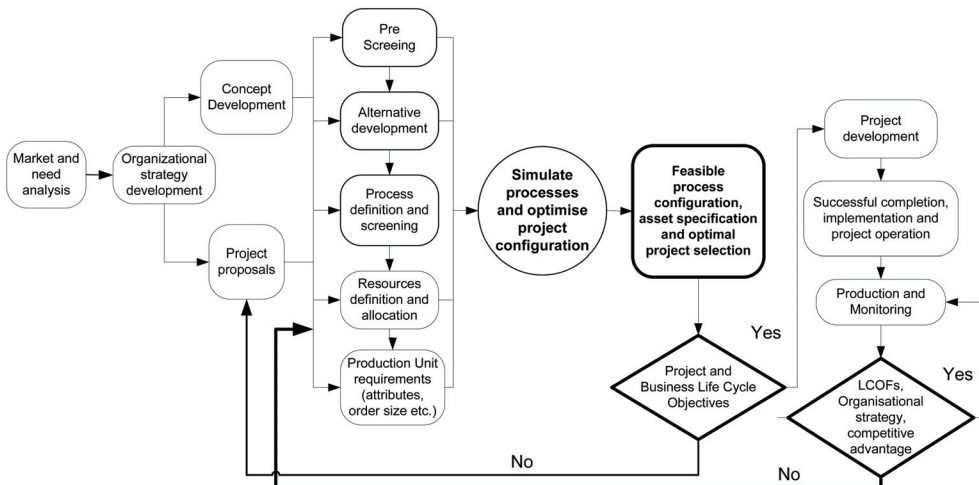 Market and
need analysis
Organizational
strategy
development
Concept
Development
Project
proposals
Pre
Screeing
Alternative
development
Process
definition and
screening
Resources
definition and
allocation
Production Unit
requirements
(attributes,
order size etc.)
Simulate
processes
and optimise
project
configuration
Feasible
process
configuration,
asset specification
and optimal
project selection
Project and
Business Life Cycle
Objectives
Yes
No
Project
development
Successful completion,
implementation and
project operation
Production and
Monitoring
LCOFs,
Organisational
strategy,
competitive
advantage
Yes
No